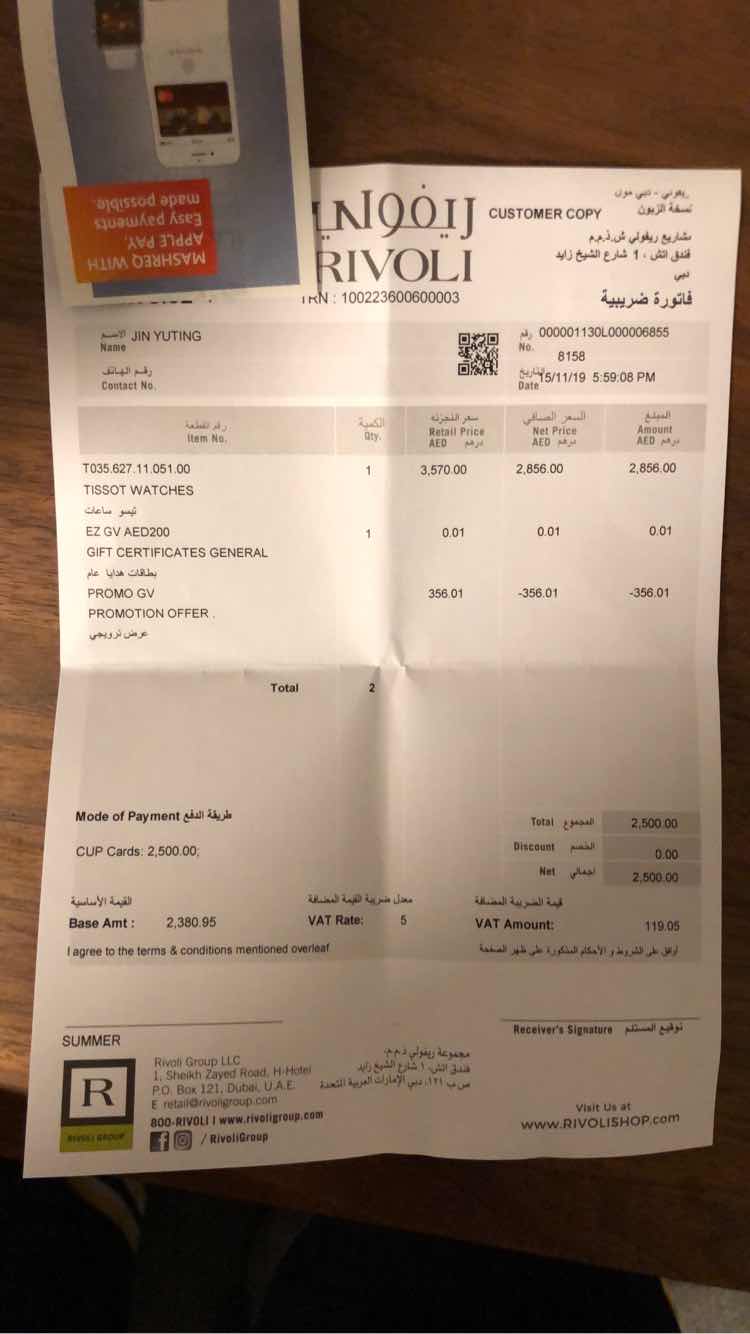 MASHREQ WITH
APPLE PAY.
Easy payments
made possible.
ريفولي
RIVOLI
CUSTOMER COPY
نسخة الزبون
مشاريع ريفولي ش.ذ.م.م
فندق اتش ، 1 شارع الشيخ زايد
دبي
TRN : 100223600600003
فاتورة ضريبية
الاسم JIN YUTING
Name
رقم 000001130L000006855
No.
8158
رقم الهاتف
Contact No.
التاريخ
Date 15/11/19 5:59:08 PM
رقم القطعة الكمية سعر التجزئه السعر الصافي المبلغ
Item No. Qty. Retail Price Net Price Amount
AED درهم AED درهم AED درهم
T035.627.11.051.00 1 3,570.00 2,856.00 2,856.00
TISSOT WATCHES
تيسو ساعات
EZ GV AED200 1 0.01 0.01 0.01
GIFT CERTIFICATES GENERAL
بطاقات هدايا عام
PROMO GV 356.01 -356.01 -356.01
PROMOTION OFFER .
عرض ترويجي
Total 2
Mode of Payment طريقة الدفع
CUP Cards: 2,500.00;
Total المجموع 2,500.00
Discount الخصم 0.00
Net اجمالي 2,500.00
القيمة الأساسية معدل ضريبة القيمة المضافة قيمة الضريبة المضافة
Base Amt : 2,380.95 VAT Rate: 5 VAT Amount: 119.05
I agree to the terms & conditions mentioned overleaf أوافق على الشروط و الأحكام المذكورة على ظهر الصفحة
Receiver's Signature توقيع المستلم
SUMMER
R
RIVOLI GROUP
Rivoli Group LLC
1, Sheikh Zayed Road, H-Hotel
P.O. Box 121, Dubai, U.A.E.
E retail@rivoligroup.com
800-RIVOLI I www.rivoligroup.com
/ RivoliGroup
مجموعة ريفولي ذ.م.م.
فندق اتش، ١ شارع الشيخ زايد
ص ب ١٢١، دبي الإمارات العربية المتحدة
Visit Us at
www.RIVOLISHOP.com